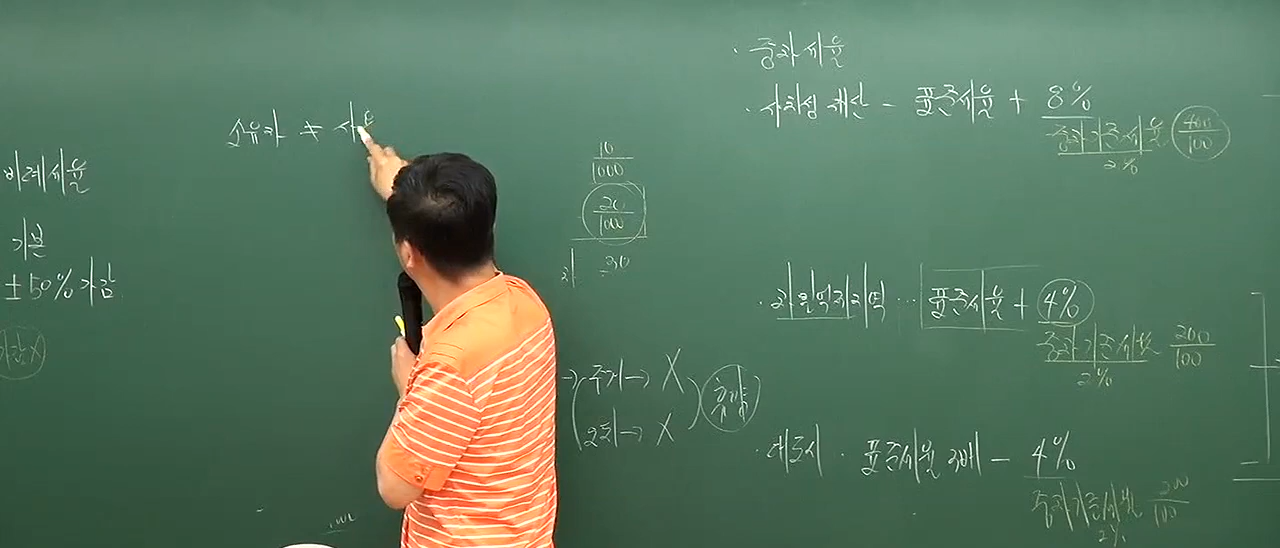 비례세율
기본
±50% 가감
소유자 ≠ 사
10/1000
20/1000
30
→ 주거 → X
→ X
중과세율
· 사치성 재산 - 표준세율 + 8%
중과기준세율 400/100
2%
· 과밀억제권역 ... 표준세율 + 4%
중과기준세율 200/100
2%
· 대도시 · 표준세율 3배 - 4%
중과기준세율 200/100
2%